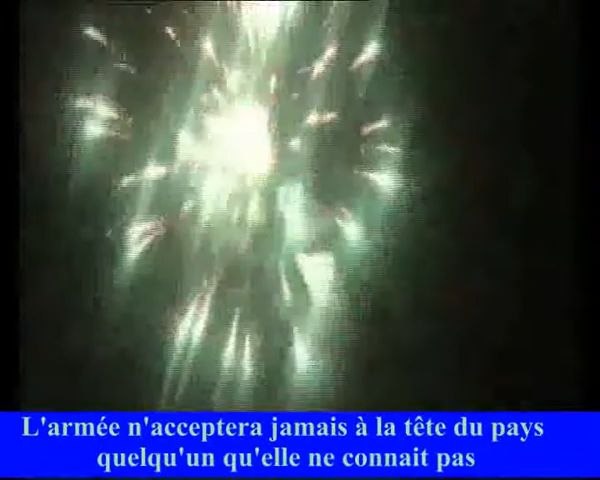 L'armée n'acceptera jamais à la tête du pays
quelqu'un qu'elle ne connait pas